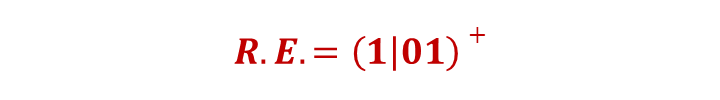 R. E. = (1|01)⁺